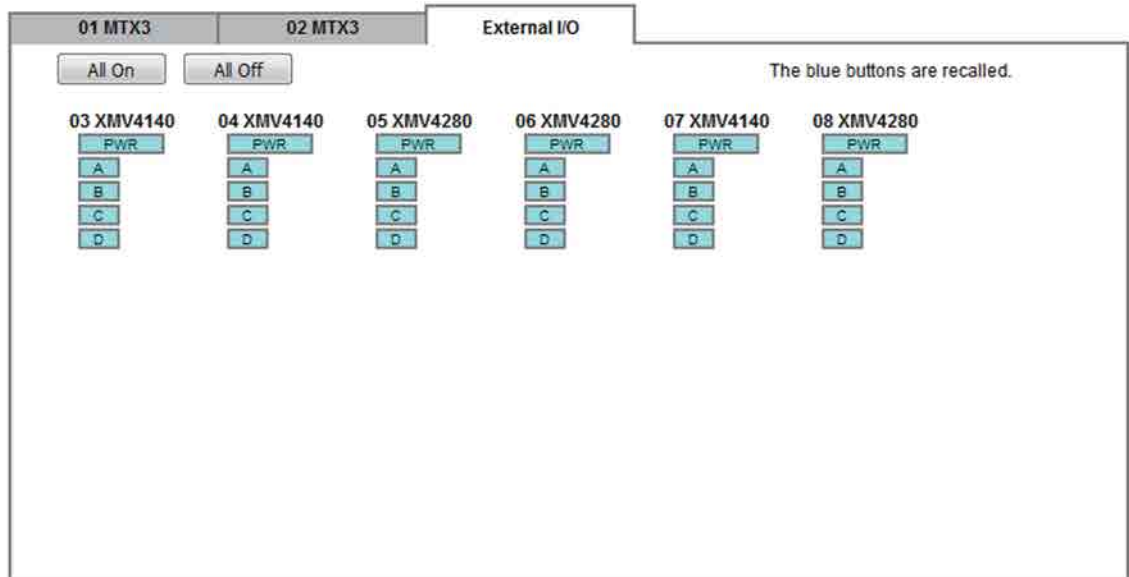 01 MTX3 02 MTX3 External I/O
All On All Off The blue buttons are recalled.
03 XMV4140 04 XMV4140 05 XMV4280 06 XMV4280 07 XMV4140 08 XMV4280
PWR PWR PWR PWR PWR PWR
A A A A A A
B B B B B B
C C C C C C
D D D D D D